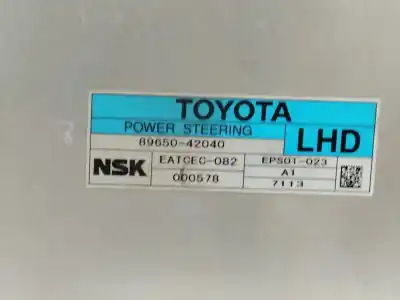 TOYOTA
POWER STEERING
89650-42040
LHD
NSK
EATCEC-082
EPS01-023
000578
A1
7113